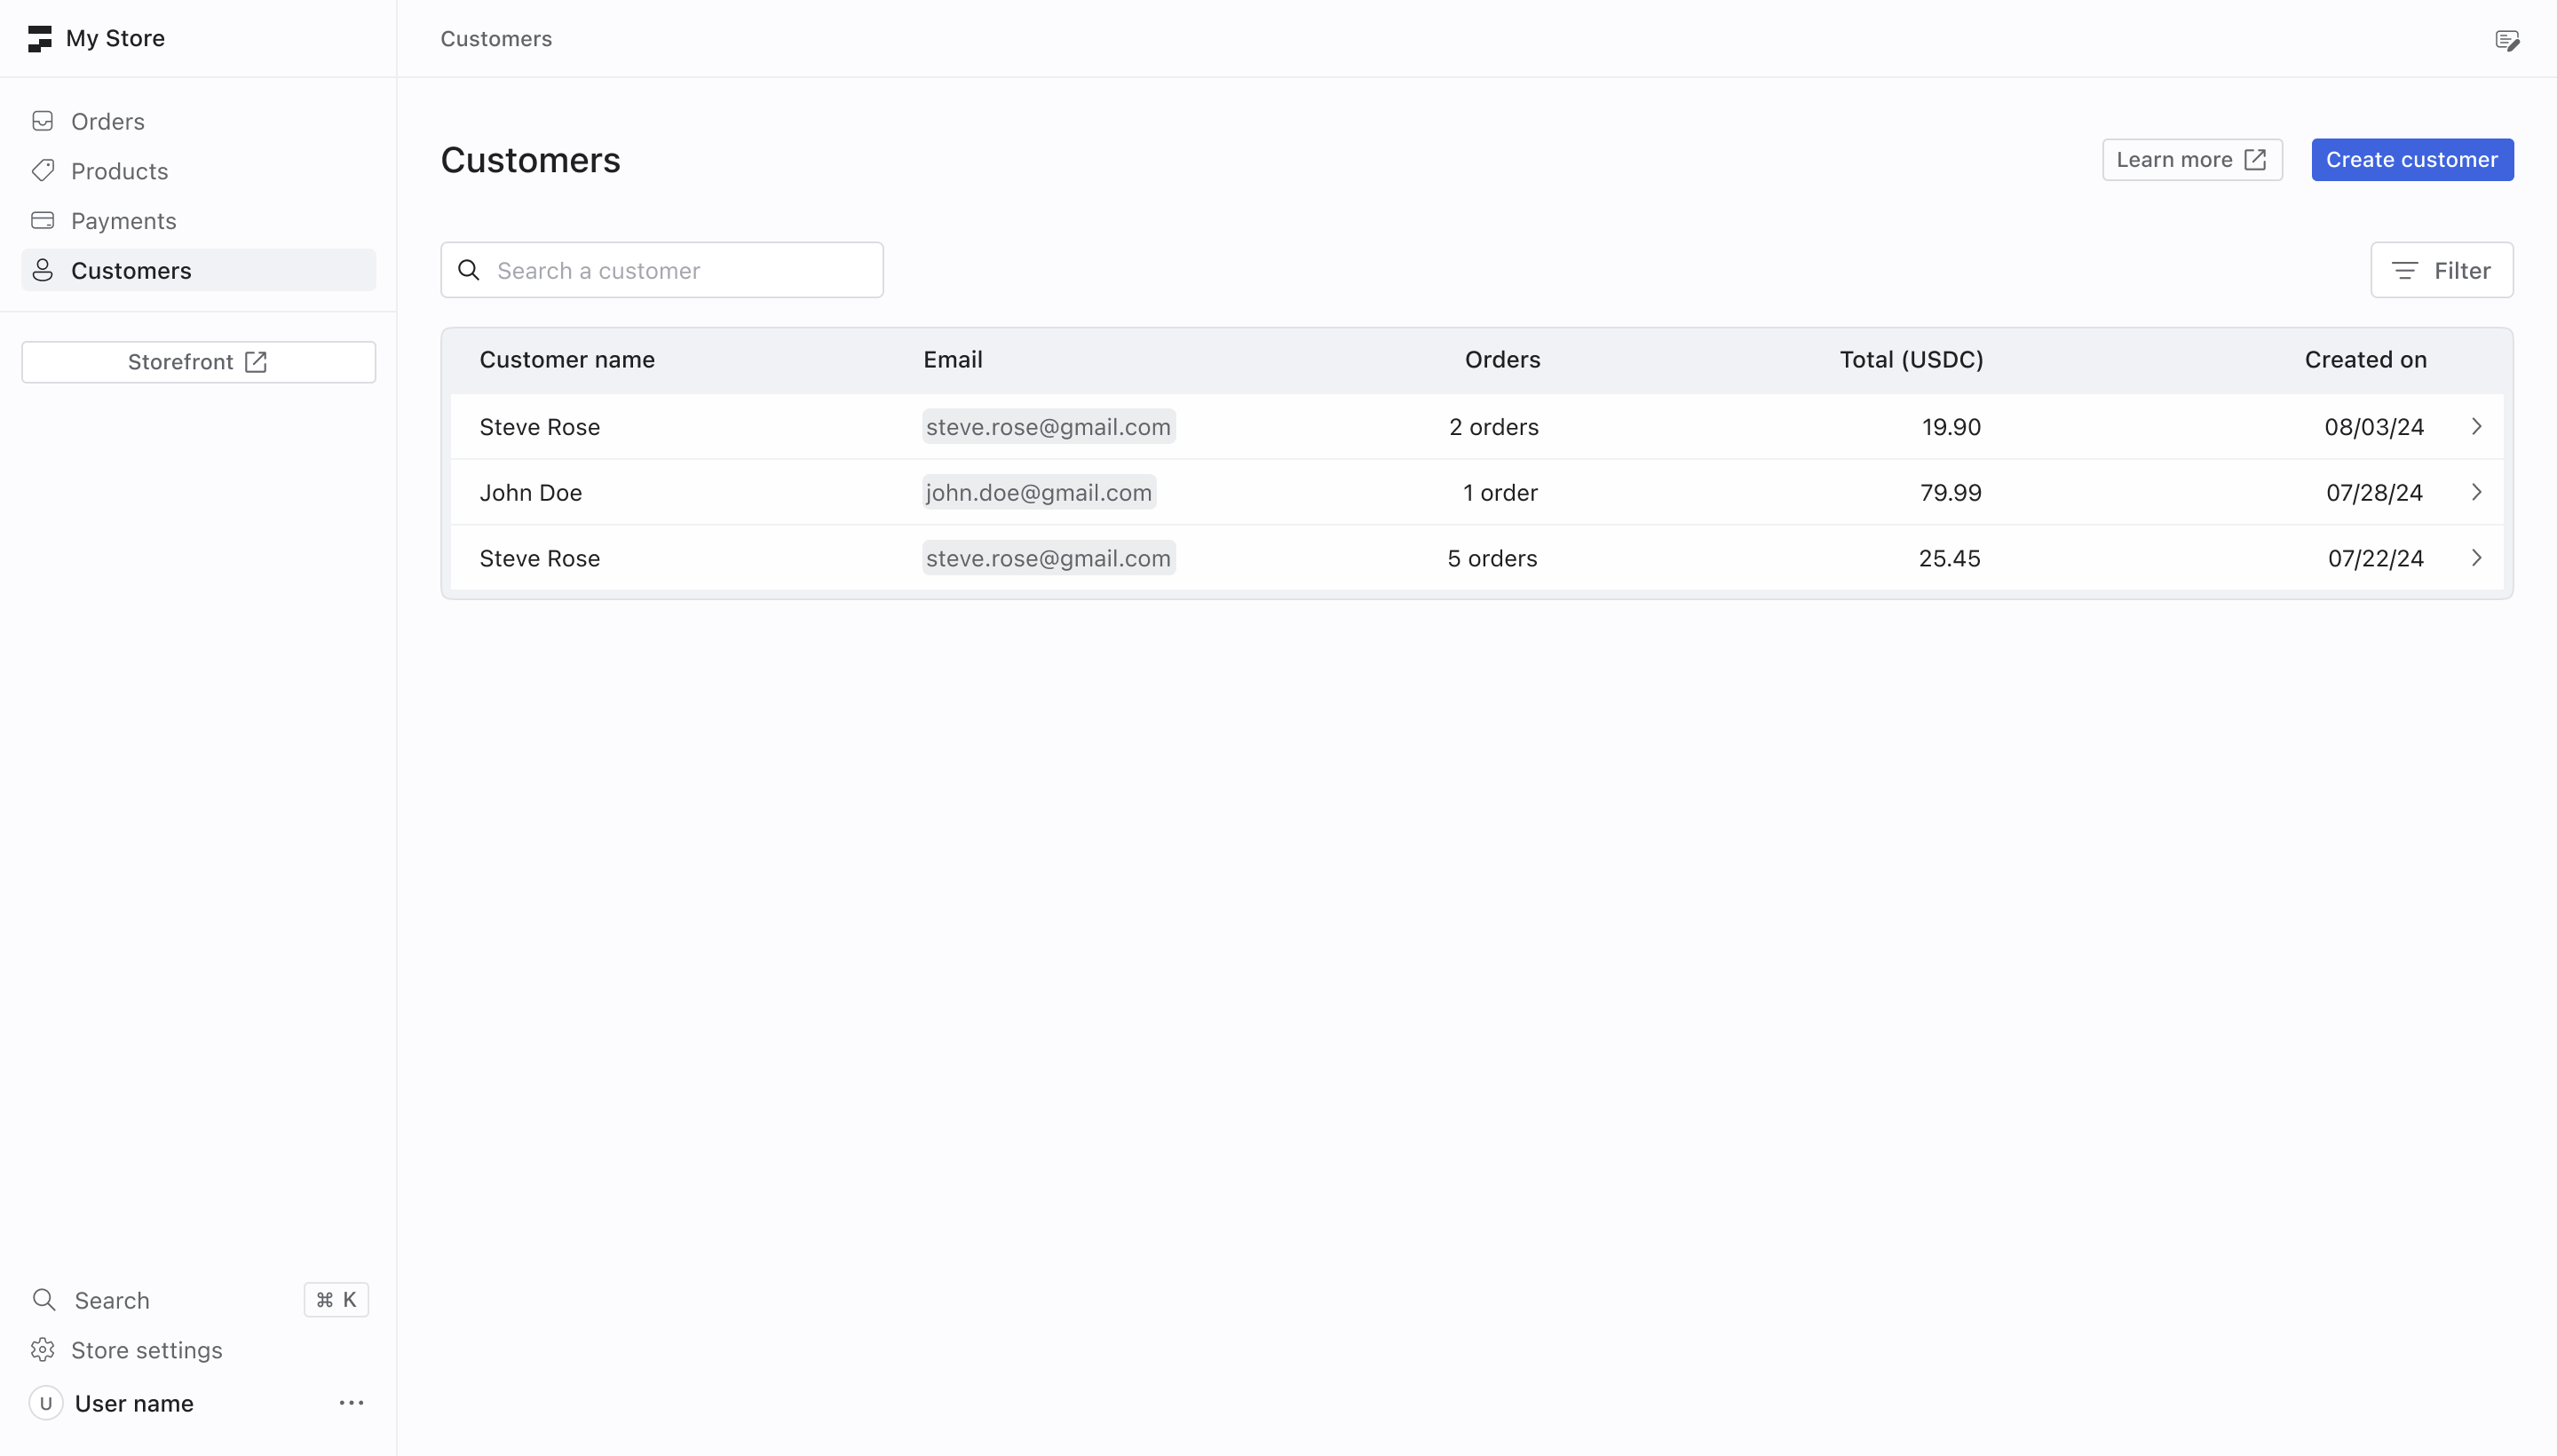 My Store
Customers
Orders
Products
Payments
Customers
Storefront
Customers
Learn more
Create customer
Search a customer
Filter
Customer name Email Orders Total (USDC) Created on
Steve Rose steve.rose@gmail.com 2 orders 19.90 08/03/24
John Doe john.doe@gmail.com 1 order 79.99 07/28/24
Steve Rose steve.rose@gmail.com 5 orders 25.45 07/22/24
Search ⌘ K
Store settings
U User name